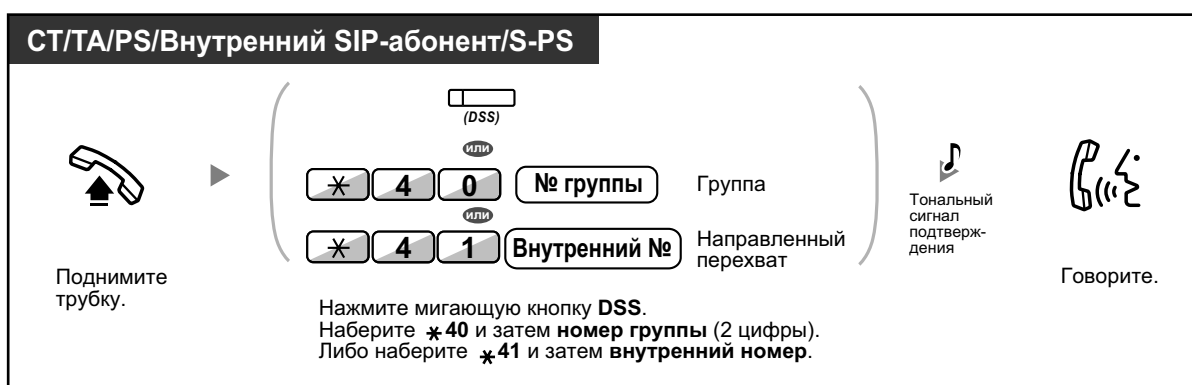 СТ/ТА/PS/Внутренний SIP-абонент/S-PS
(DSS)
или
* 4 0 № группы Группа
или
* 4 1 Внутренний № Направленный
перехват
Тональный
сигнал
подтверж-
дения
Поднимите
трубку.
Говорите.
Нажмите мигающую кнопку DSS.
Наберите *40 и затем номер группы (2 цифры).
Либо наберите *41 и затем внутренний номер.